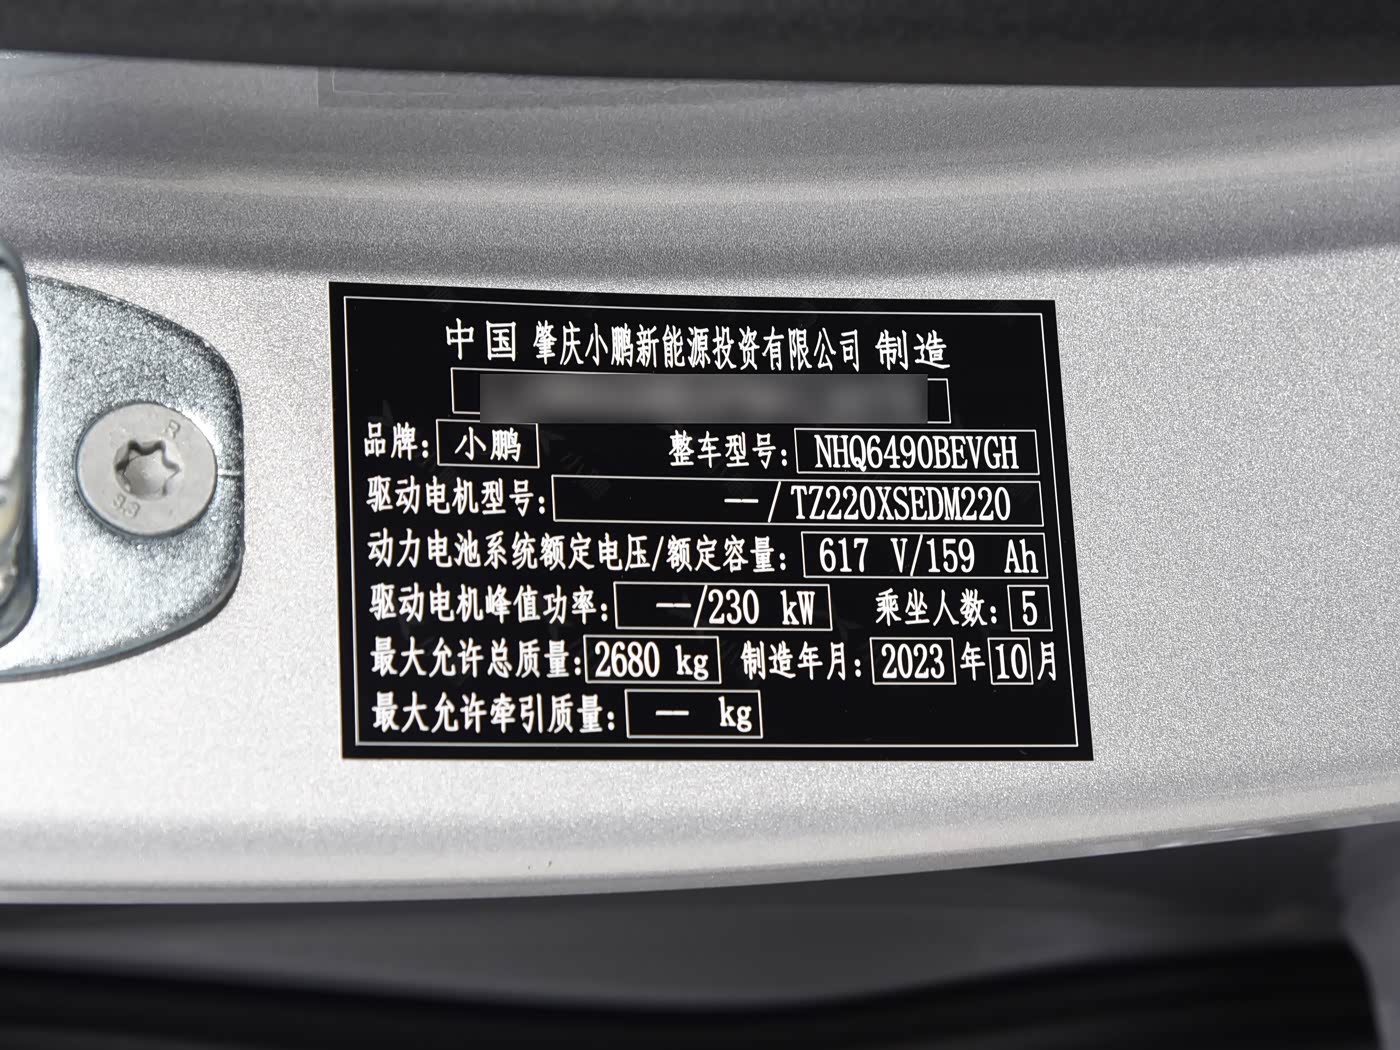 中国 肇庆小鹏新能源投资有限公司 制造
品牌: 小鹏 整车型号: NHQ6490BEVGH
驱动电机型号: --/TZ220XSEDM220
动力电池系统额定电压/额定容量: 617 V/159 Ah
驱动电机峰值功率: --/230 kW 乘坐人数: 5
最大允许总质量: 2680 kg 制造年月: 2023 年 10 月
最大允许牵引质量: -- kg